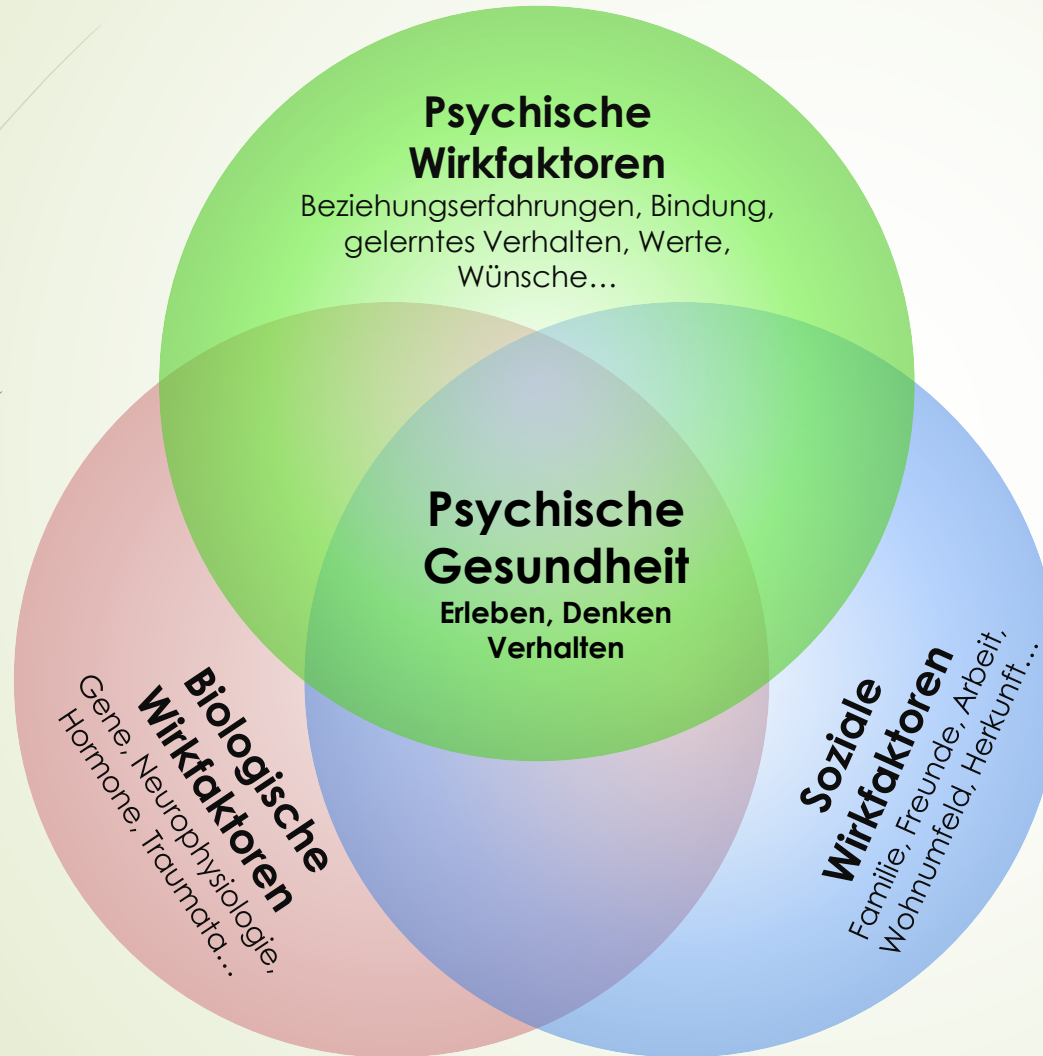 Psychische
Wirkfaktoren
Beziehungserfahrungen, Bindung,
gelerntes Verhalten, Werte,
Wünsche…
Psychische
Gesundheit
Erleben, Denken
Verhalten
Biologische
Wirkfaktoren
Gene, Neurophysiologie,
Hormone, Traumata…
Soziale
Wirkfaktoren
Familie, Freunde, Arbeit,
Wohnumfeld, Herkunft…